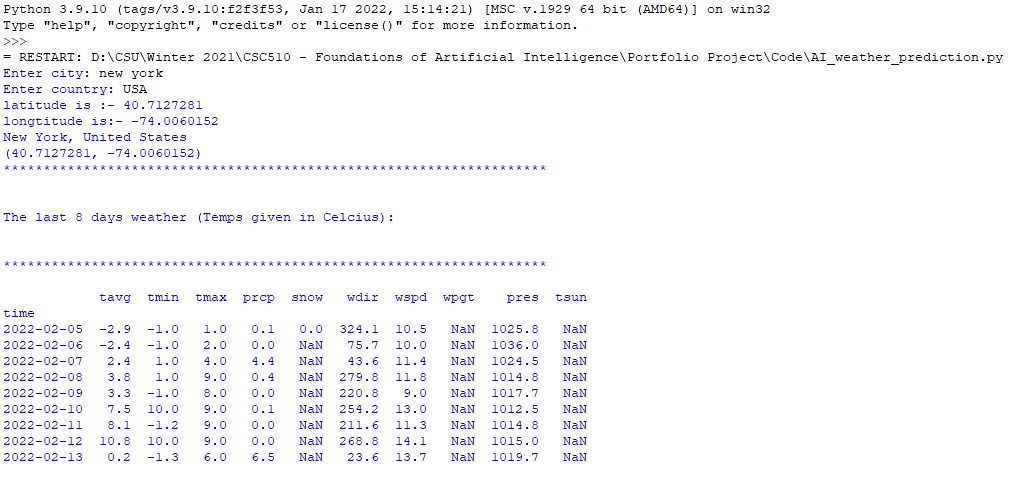 Python 3.9.10 (tags/v3.9.10:f2f3f53, Jan 17 2022, 15:14:21) [MSC v.1929 64 bit (AMD64)] on win32
Type "help", "copyright", "credits" or "license()" for more information.
>>>
= RESTART: D:\CSU\Winter 2021\CSC510 - Foundations of Artificial Intelligence\Portfolio Project\Code\AI_weather_prediction.py
Enter city: new york
Enter country: USA
latitude is :- 40.7127281
longtitude is:- -74.0060152
New York, United States
(40.7127281, -74.0060152)
********************************************************************
The last 8 days weather (Temps given in Celcius):
********************************************************************
tavg tmin tmax prcp snow wdir wspd wpgt pres tsun
time
2022-02-05 -2.9 -1.0 1.0 0.1 0.0 324.1 10.5 NaN 1025.8 NaN
2022-02-06 -2.4 -1.0 2.0 0.0 NaN 75.7 10.0 NaN 1036.0 NaN
2022-02-07 2.4 1.0 4.0 4.4 NaN 43.6 11.4 NaN 1024.5 NaN
2022-02-08 3.8 1.0 9.0 0.4 NaN 279.8 11.8 NaN 1014.8 NaN
2022-02-09 3.3 -1.0 8.0 0.0 NaN 220.8 9.0 NaN 1017.7 NaN
2022-02-10 7.5 10.0 9.0 0.1 NaN 254.2 13.0 NaN 1012.5 NaN
2022-02-11 8.1 -1.2 9.0 0.0 NaN 211.6 11.3 NaN 1014.8 NaN
2022-02-12 10.8 10.0 9.0 0.0 NaN 268.8 14.1 NaN 1015.0 NaN
2022-02-13 0.2 -1.3 6.0 6.5 NaN 23.6 13.7 NaN 1019.7 NaN